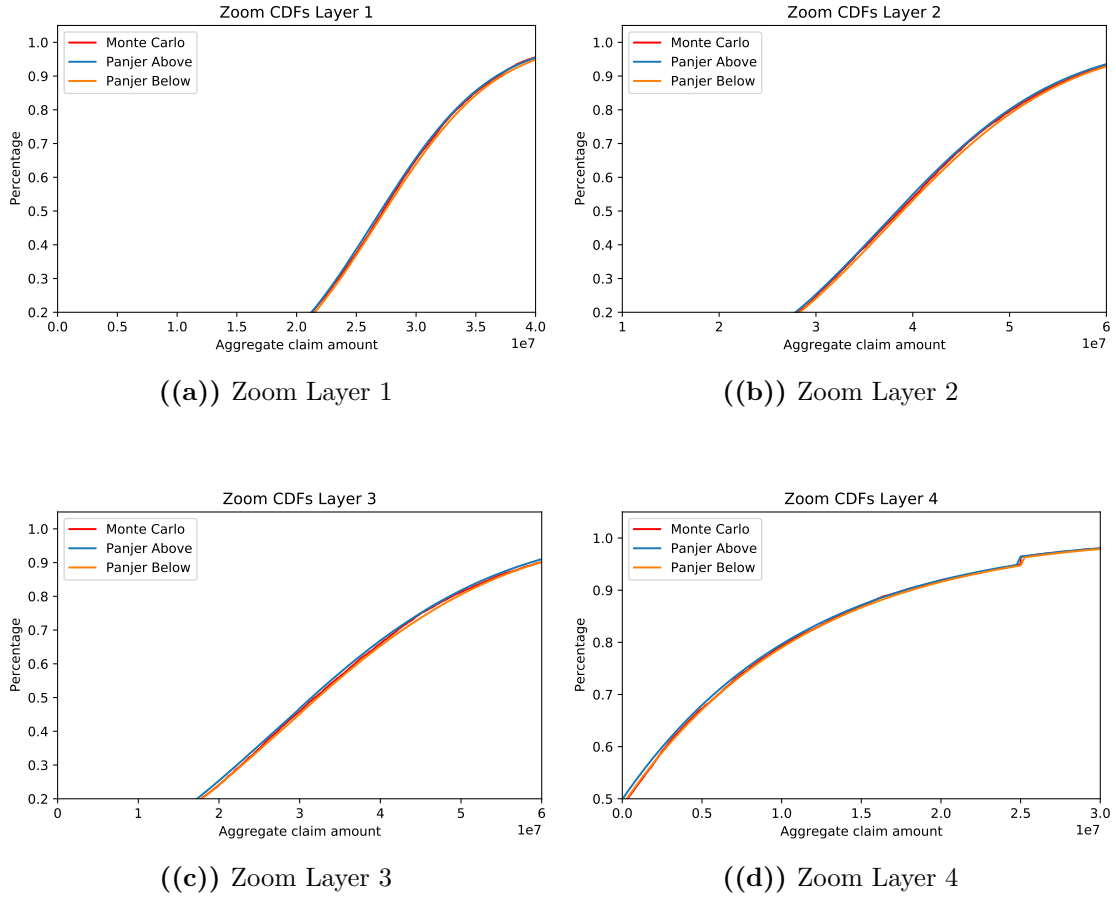 Zoom CDFs Layer 1
Monte Carlo
Panjer Above
Panjer Below
Percentage
1.0
0.9
0.8
0.7
0.6
0.5
0.4
0.3
0.2
0.0 0.5 1.0 1.5 2.0 2.5 3.0 3.5 4.0
Aggregate claim amount
1e7
((a)) Zoom Layer 1
Zoom CDFs Layer 2
Monte Carlo
Panjer Above
Panjer Below
Percentage
1.0
0.9
0.8
0.7
0.6
0.5
0.4
0.3
0.2
1 2 3 4 5 6
Aggregate claim amount
1e7
((b)) Zoom Layer 2
Zoom CDFs Layer 3
Monte Carlo
Panjer Above
Panjer Below
Percentage
1.0
0.9
0.8
0.7
0.6
0.5
0.4
0.3
0.2
0 1 2 3 4 5 6
Aggregate claim amount
1e7
((c)) Zoom Layer 3
Zoom CDFs Layer 4
Monte Carlo
Panjer Above
Panjer Below
Percentage
1.0
0.9
0.8
0.7
0.6
0.5
0.0 0.5 1.0 1.5 2.0 2.5 3.0
Aggregate claim amount
1e7
((d)) Zoom Layer 4